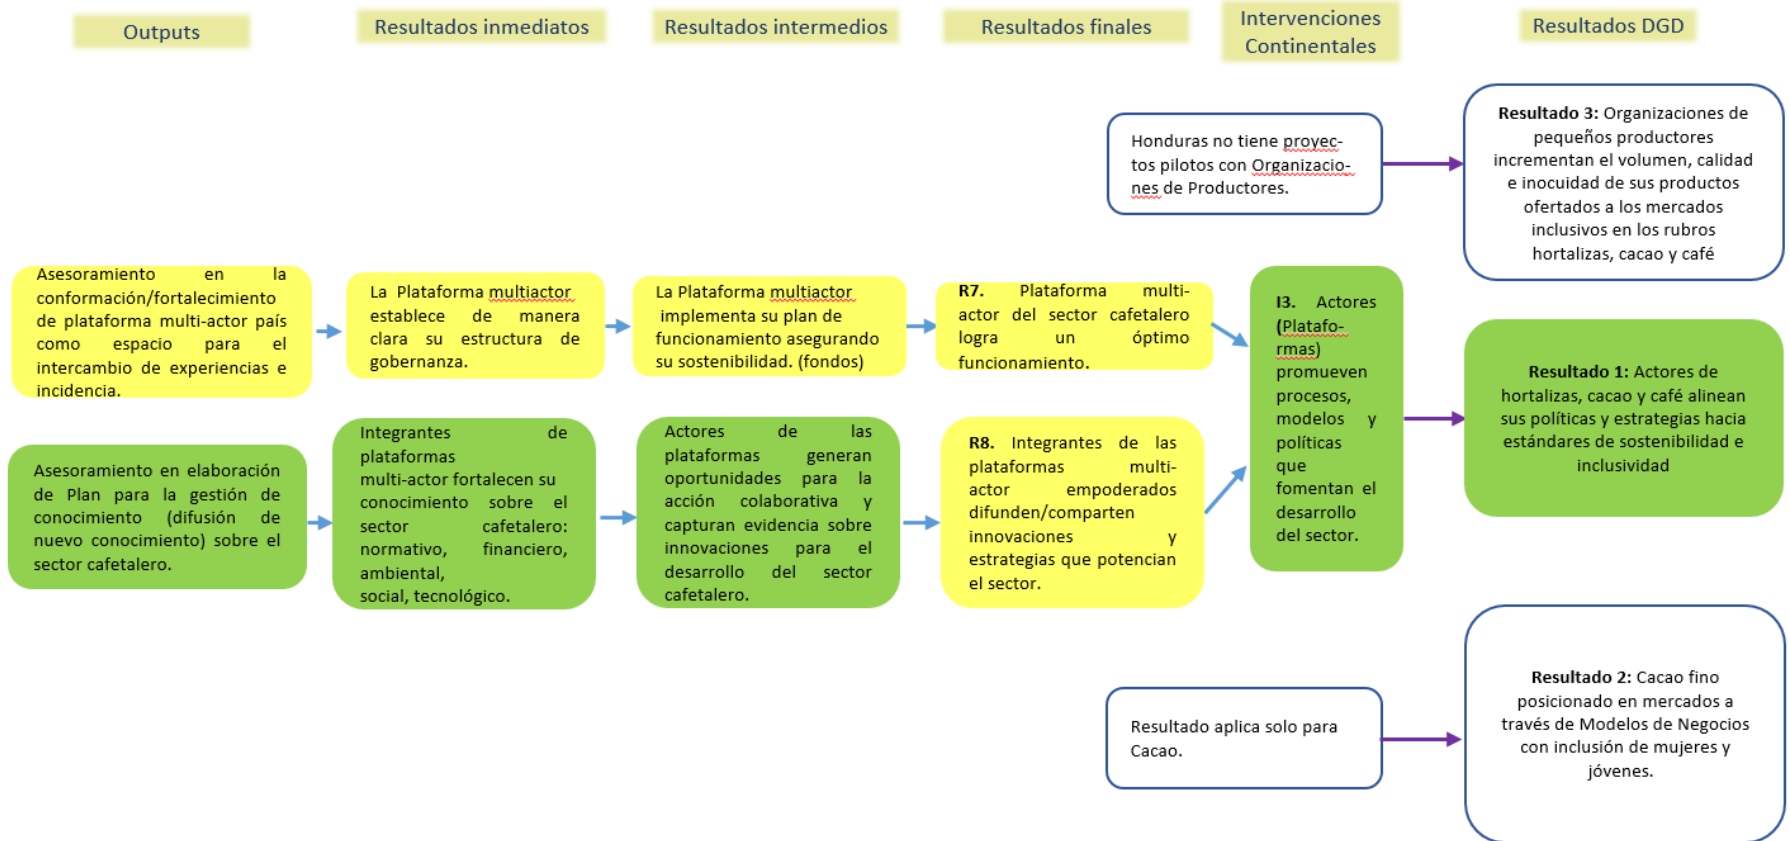 Outputs
Resultados inmediatos
Resultados intermedios
Resultados finales
Intervenciones
Continentales
Resultados DGD
Honduras no tiene proyec-
tos pilotos con Organizacio-
nes de Productores.
Resultado 3: Organizaciones de
pequeños productores
incrementan el volumen, calidad
e inocuidad de sus productos
ofertados a los mercados
inclusivos en los rubros
hortalizas, cacao y café
Asesoramiento en la
conformación/fortalecimiento
de plataforma multi-actor país
como espacio para el
intercambio de experiencias e
incidencia.
La Plataforma multiactor
establece de manera
clara su estructura de
gobernanza.
La Plataforma multiactor
implementa su plan de
funcionamiento asegurando
su sostenibilidad. (fondos)
R7. Plataforma multi-
actor del sector cafetalero
logra un óptimo
funcionamiento.
I3. Actores
(Platafo-
rmas)
promueven
procesos,
modelos y
políticas
que
fomentan el
desarrollo
del sector.
Resultado 1: Actores de
hortalizas, cacao y café alinean
sus políticas y estrategias hacia
estándares de sostenibilidad e
inclusividad
Asesoramiento en elaboración
de Plan para la gestión de
conocimiento (difusión de
nuevo conocimiento) sobre el
sector cafetalero.
Integrantes de
plataformas
multi-actor fortalecen su
conocimiento sobre el
sector cafetalero:
normativo, financiero,
ambiental,
social, tecnológico.
Actores de las
plataformas generan
oportunidades para la
acción colaborativa y
capturan evidencia sobre
innovaciones para el
desarrollo del sector
cafetalero.
R8. Integrantes de las
plataformas multi-
actor empoderados
difunden/comparten
innovaciones y
estrategias que potencian
el sector.
Resultado aplica solo para
Cacao.
Resultado 2: Cacao fino
posicionado en mercados a
través de Modelos de Negocios
con inclusión de mujeres y
jóvenes.